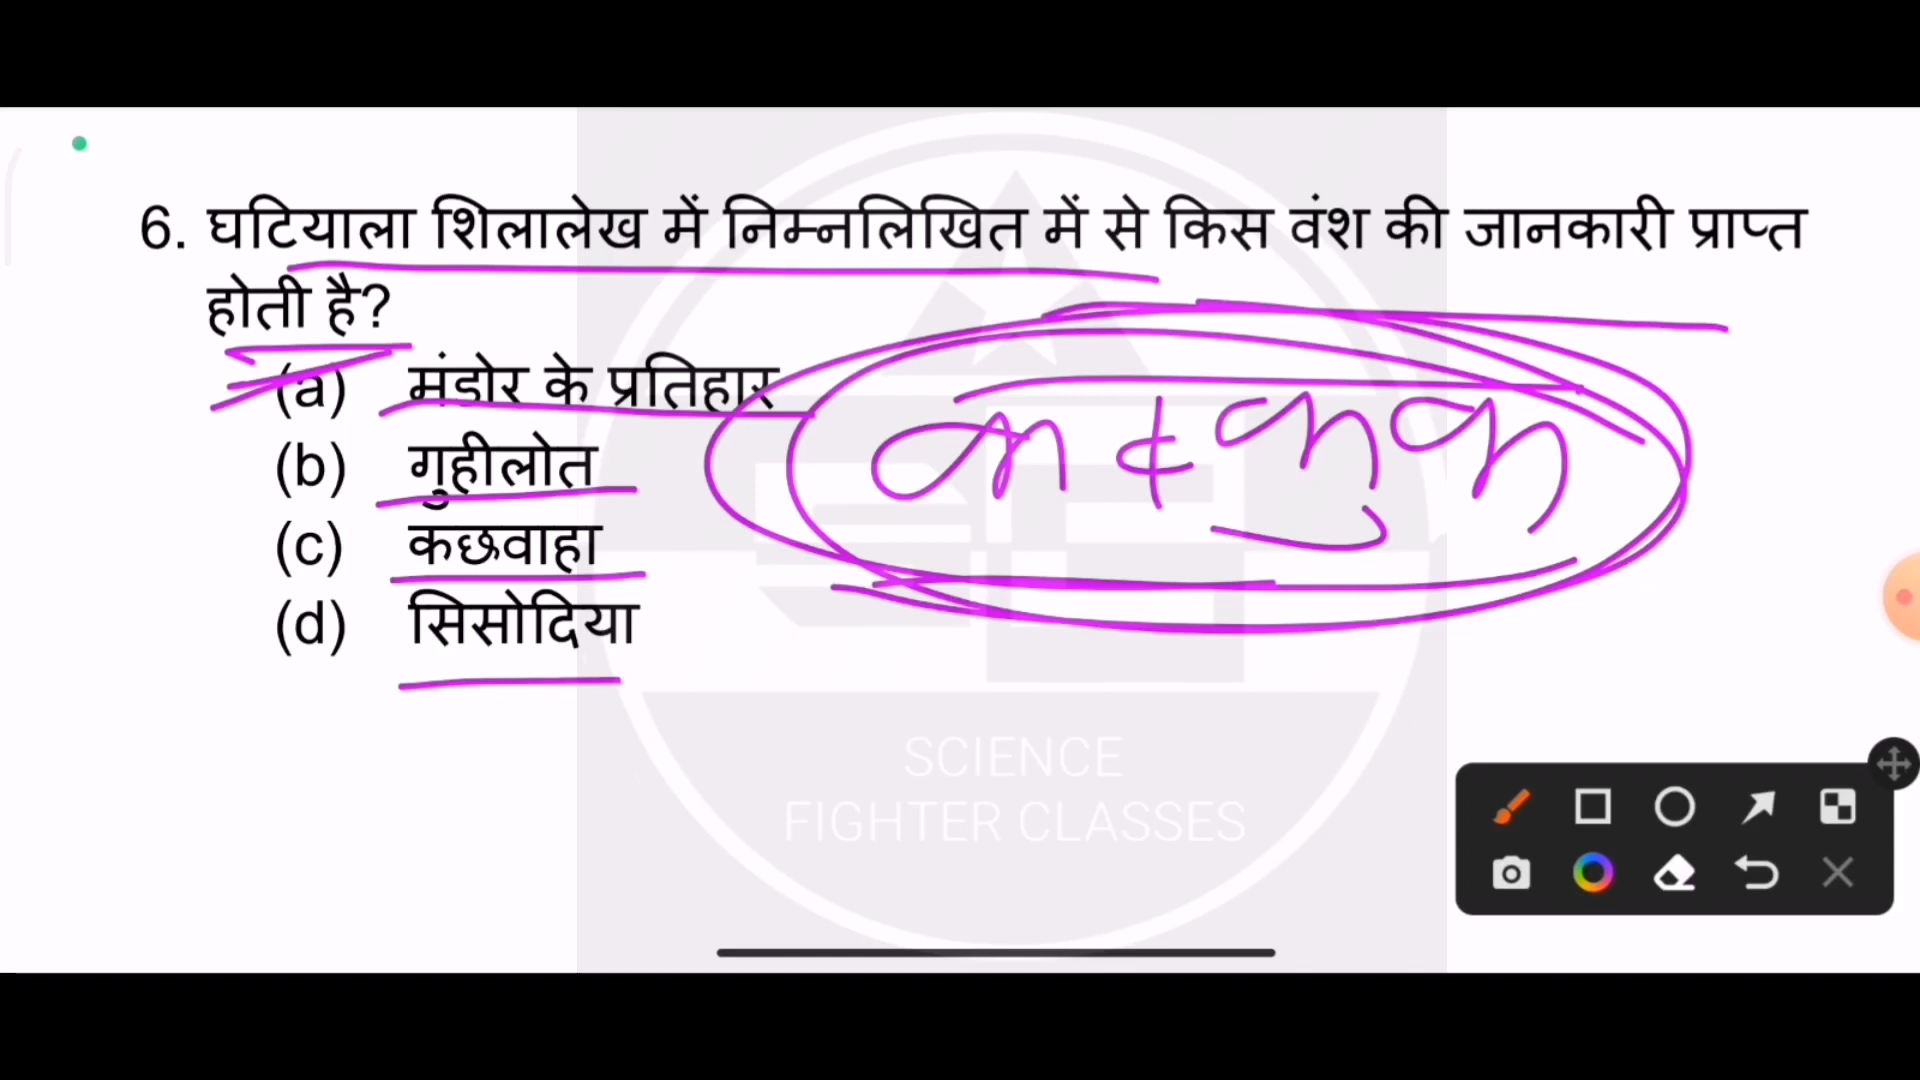 6. घटियाला शिलालेख में निम्नलिखित में से किस वंश की जानकारी प्राप्त
होती है?
(a) मंडोर के प्रतिहार
(b) गुहीलोत
(c) कछवाहा
(d) सिसोदिया
SCIENCE
FIGHTER CLASSES